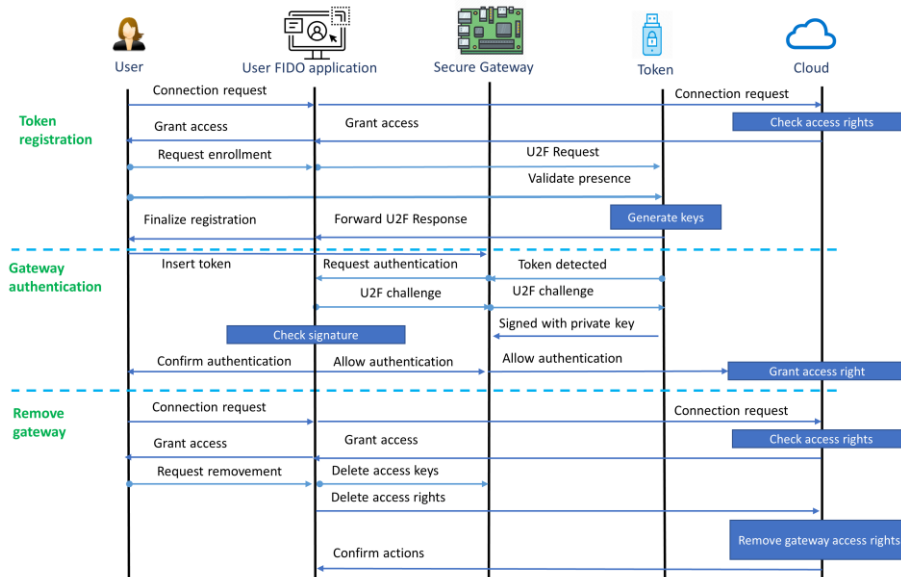 User
User FIDO application
Secure Gateway
Token
Cloud
Token
registration
Connection request
Connection request
Check access rights
Grant access
Grant access
Request enrollment
U2F Request
Validate presence
Generate keys
Finalize registration
Forward U2F Response
Gateway
authentication
Insert token
Request authentication
Token detected
U2F challenge
U2F challenge
Signed with private key
Check signature
Confirm authentication
Allow authentication
Allow authentication
Grant access right
Remove
gateway
Connection request
Connection request
Check access rights
Grant access
Grant access
Request removement
Delete access keys
Delete access rights
Remove gateway access rights
Confirm actions